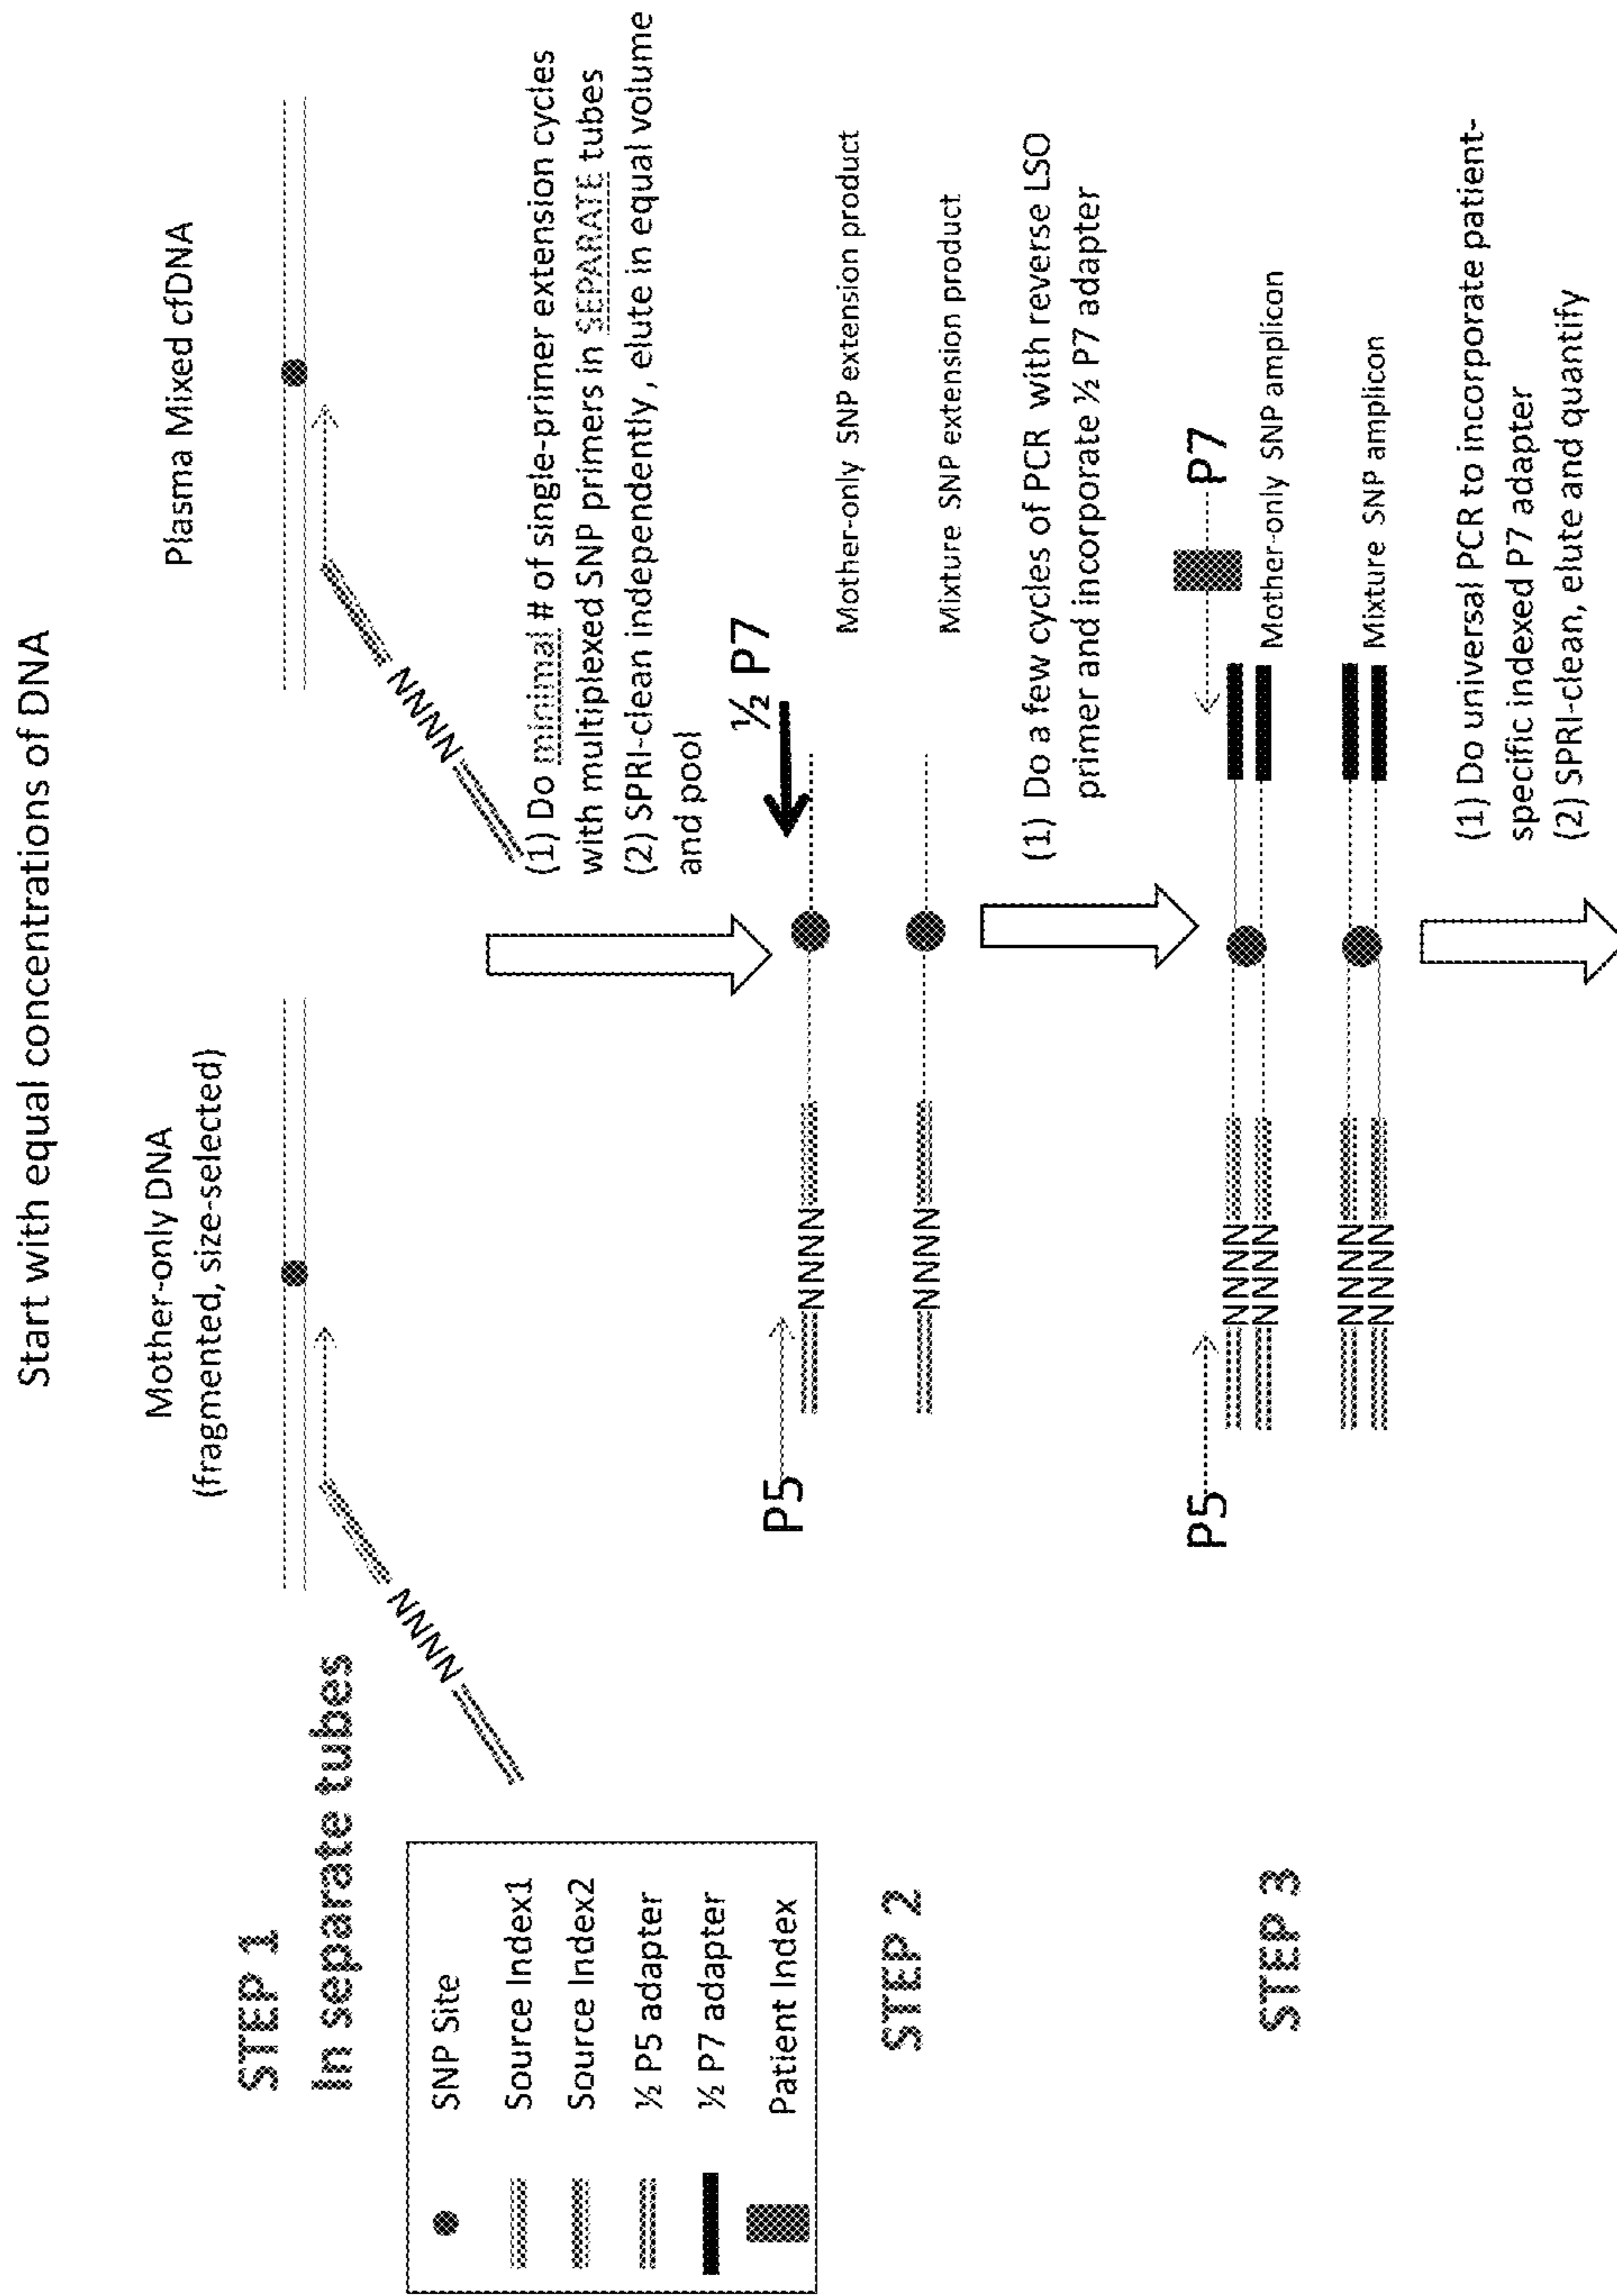 Start with equal concentrations of DNA
STEP 1
In separate tubes
Mother-only DNA
(fragmented, size-selected)
Plasma Mixed cfDNA
NNNN
NNNN
SNP Site
Source Index1
Source Index2
½ P5 adapter
½ P7 adapter
Patient Index
(1) Do minimal # of single-primer extension cycles
with multiplexed SNP primers in SEPARATE tubes
(2) SPRI-clean independently , elute in equal volume
and pool
STEP 2
P5
½ P7
NNNNN
Mother-only SNP extension product
NNNNN
Mixture SNP extension product
(1) Do a few cycles of PCR with reverse LSO
primer and incorporate ½ P7 adapter
STEP 3
P5
P7
NNNNN
NNNNN
Mother-only SNP amplicon
NNNNN
NNNNN
Mixture SNP amplicon
(1) Do universal PCR to incorporate patient-
specific indexed P7 adapter
(2) SPRI-clean, elute and quantify